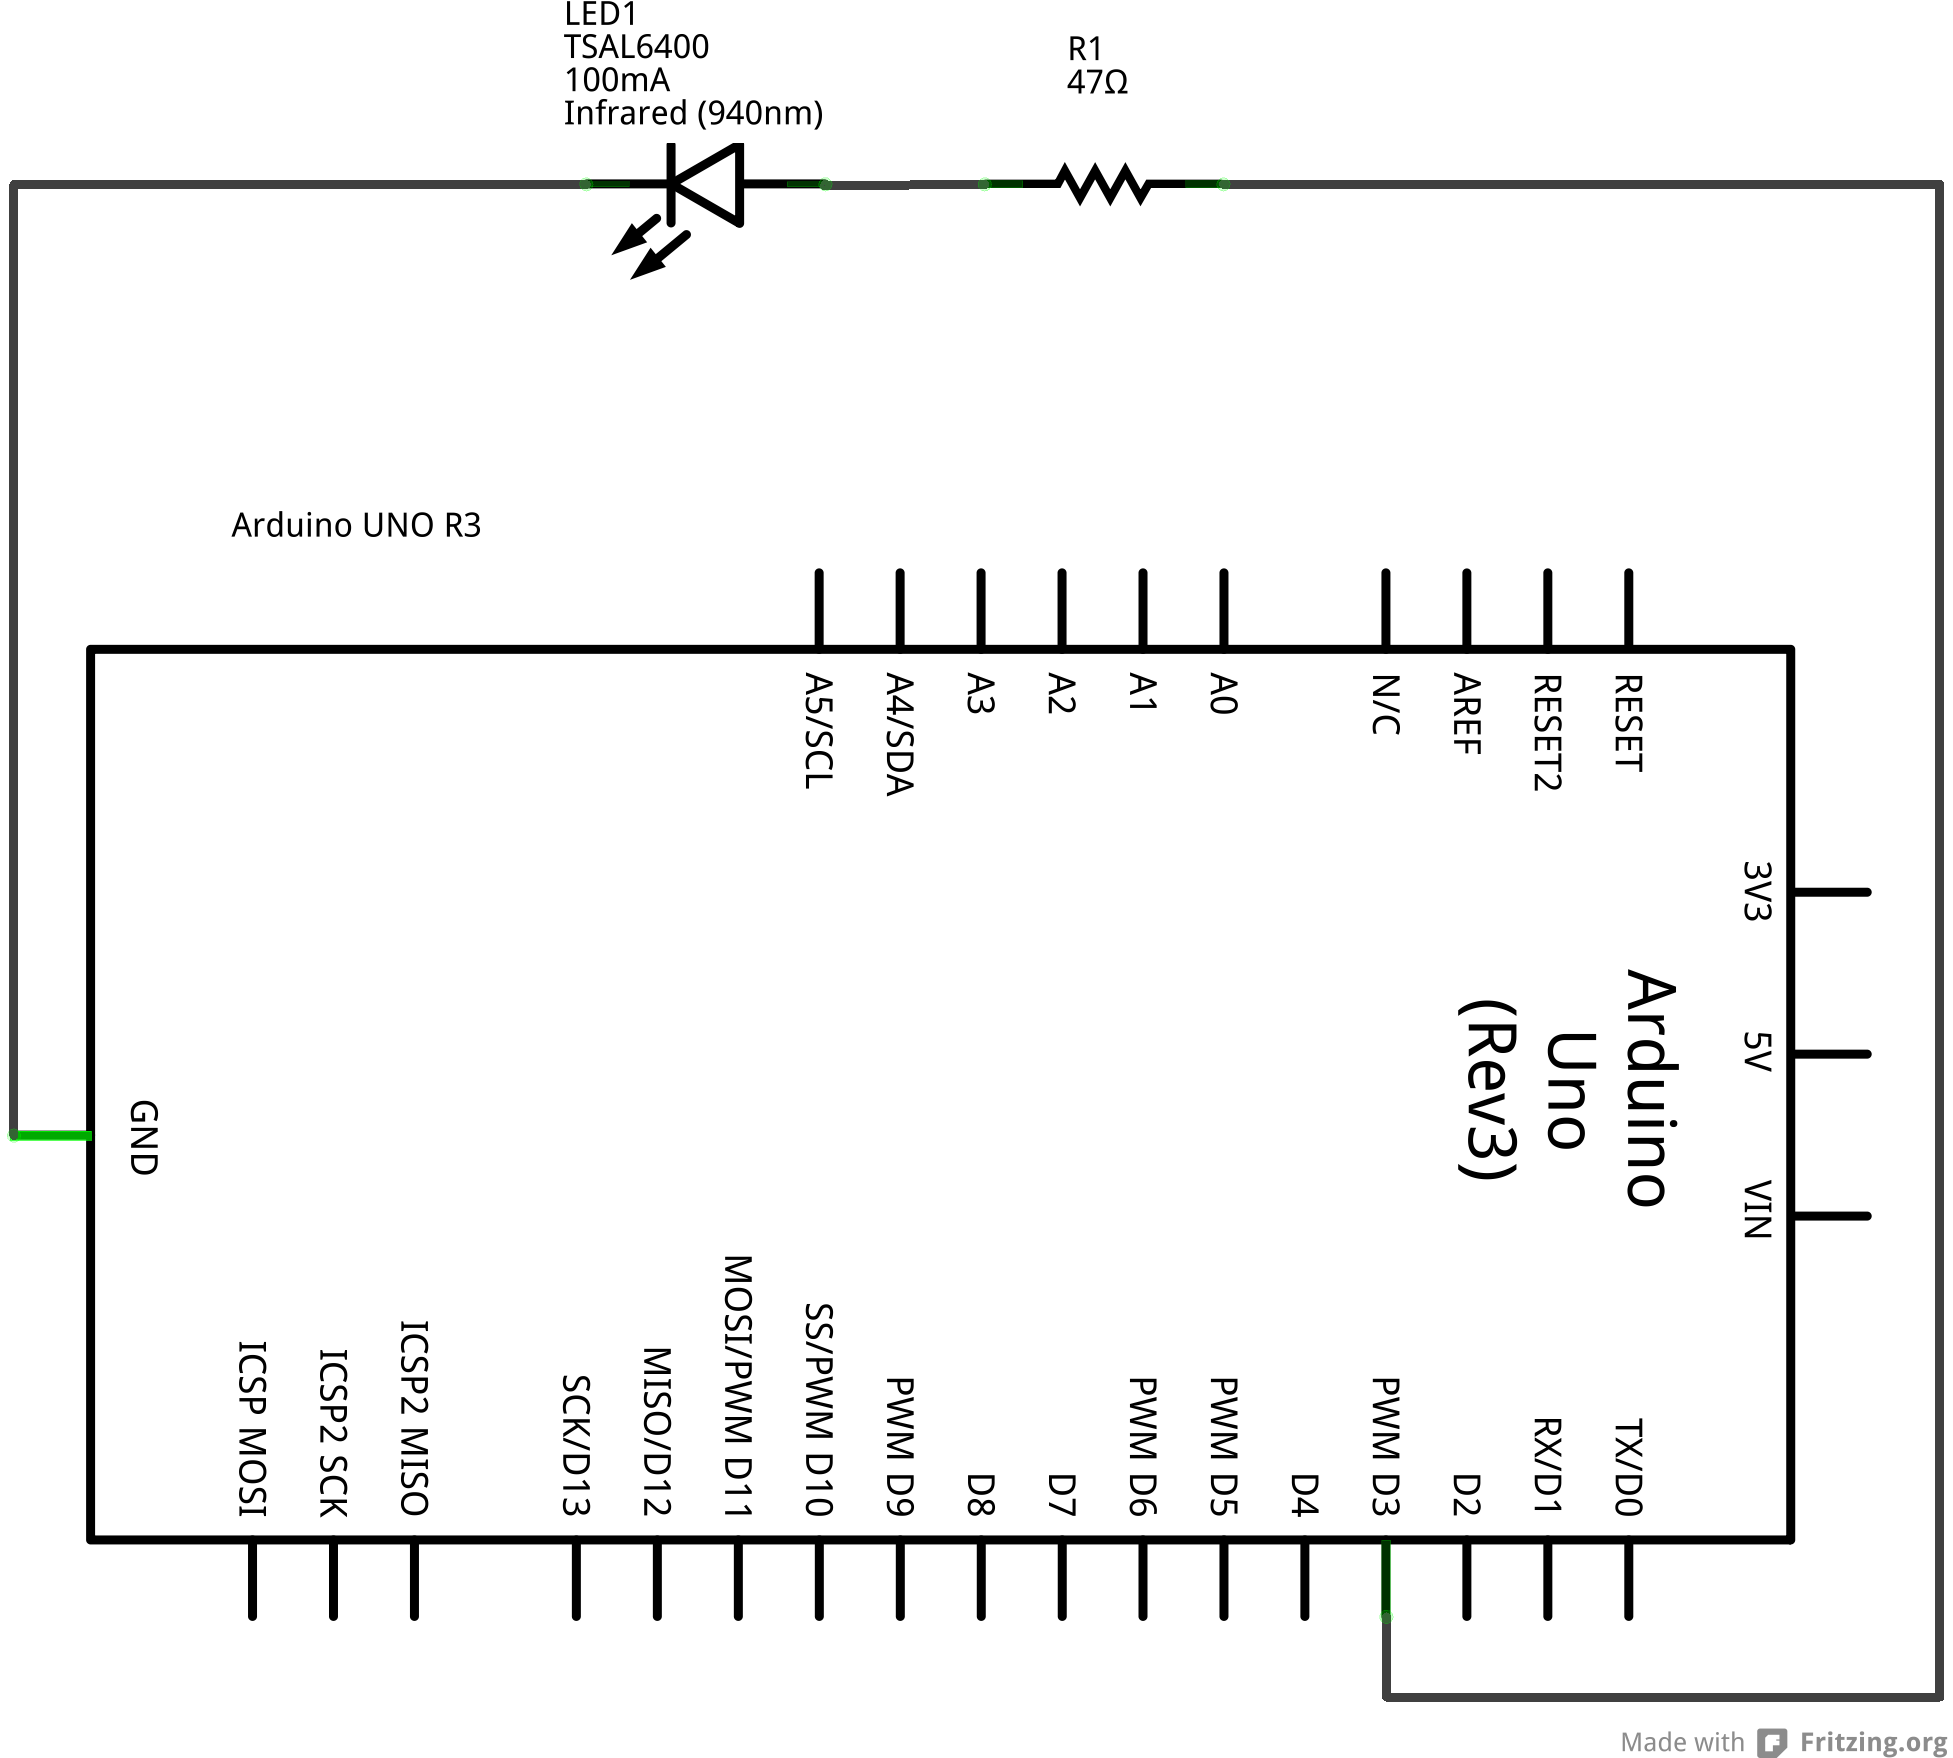 LED1
TSAL6400
100mA
Infrared (940nm)
R1
47Ω
Arduino UNO R3
A5/SCL
A4/SDA
A3
A2
A1
A0
N/C
AREF
RESET2
RESET
3V3
5V
VIN
Arduino
Uno
(Rev3)
GND
ICSP MOSI
ICSP2 SCK
ICSP2 MISO
SCK/D13
MISO/D12
MOSI/PWM D11
SS/PWM D10
PWM D9
D8
D7
PWM D6
PWM D5
D4
PWM D3
D2
RX/D1
TX/D0
Made with Fritzing.org